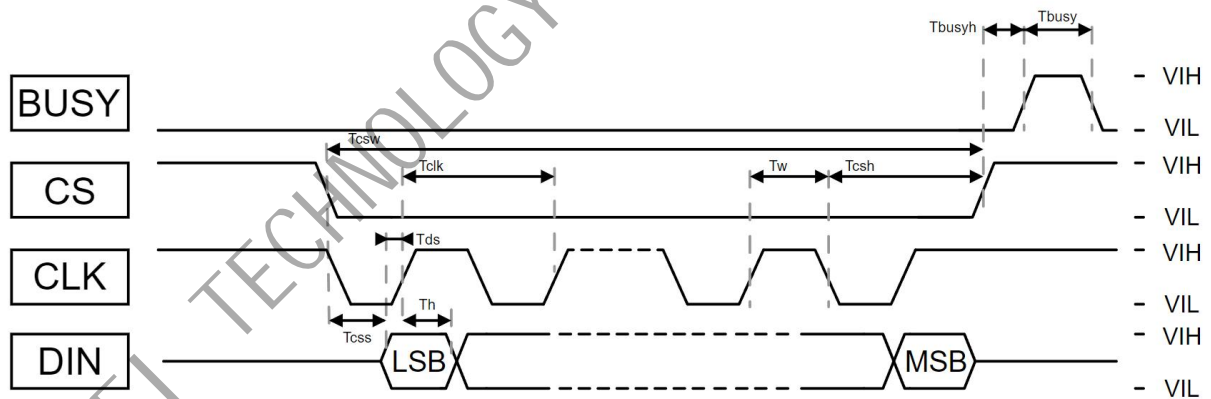 Tbusyh Tbusy
BUSY VIH
VIL
Tcsw
CS Tclk Tw Tcsh VIH
VIL
Tds
CLK VIH
VIL
Tcss Th
DIN LSB MSB VIH
VIL
TECHNOLOGY